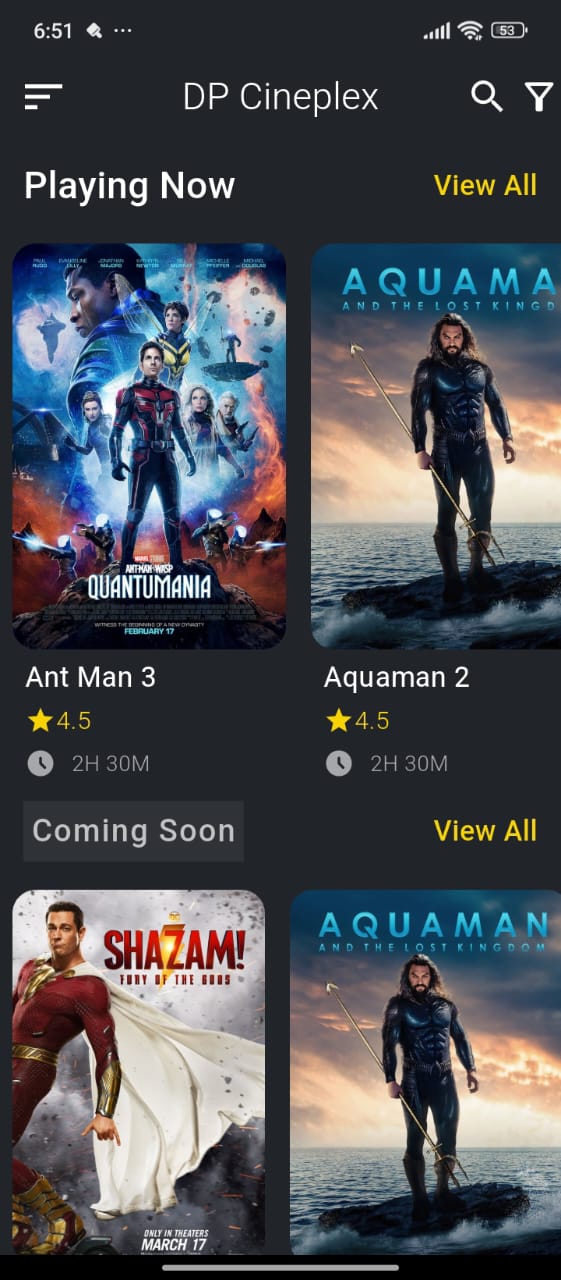 6:51
53
DP Cineplex
Playing Now
View All
PAUL RUDD EVANGELINE LILLY JONATHAN MAJORS KATHRYN NEWTON BILL MURRAY MICHELLE PFEIFFER MICHAEL DOUGLAS
MARVEL STUDIOS
ANT-MAN AND THE WASP
QUANTUMANIA
WITNESS THE BEGINNING OF A NEW DYNASTY
FEBRUARY 17
AQUAMA
AND THE LOST KINGD
Ant Man 3
4.5
2H 30M
Aquaman 2
4.5
2H 30M
Coming Soon
View All
SHAZAM!
FURY OF THE GODS
ONLY IN THEATERS
MARCH 17
AQUAMAN
AND THE LOST KINGDOM